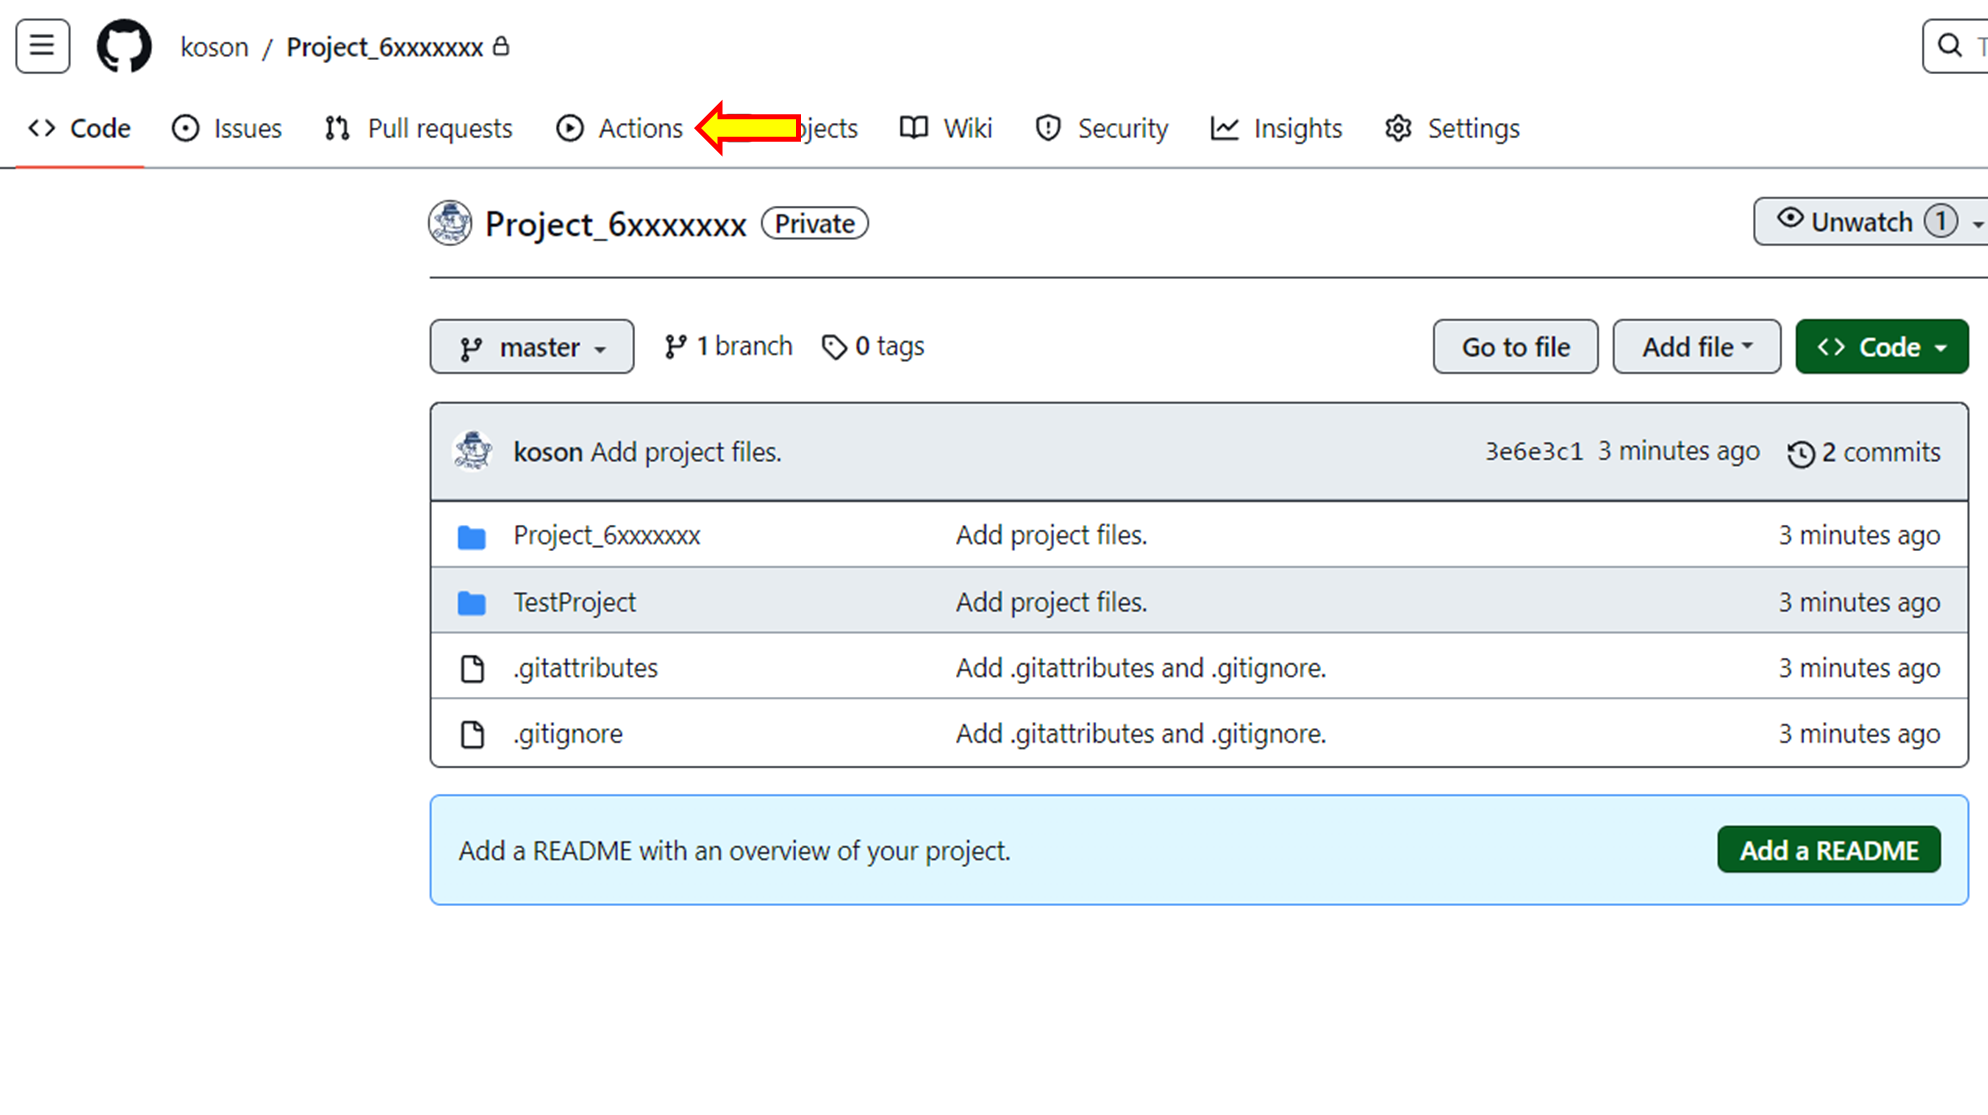 koson / Project_6xxxxxxx
Code Issues Pull requests Actions Wiki Security Insights Settings
Project_6xxxxxxx Private
Unwatch 1
master 1 branch 0 tags Go to file Add file Code
koson Add project files. 3e6e3c1 3 minutes ago 2 commits
Project_6xxxxxxx Add project files. 3 minutes ago
TestProject Add project files. 3 minutes ago
.gitattributes Add .gitattributes and .gitignore. 3 minutes ago
.gitignore Add .gitattributes and .gitignore. 3 minutes ago
Add a README with an overview of your project. Add a README